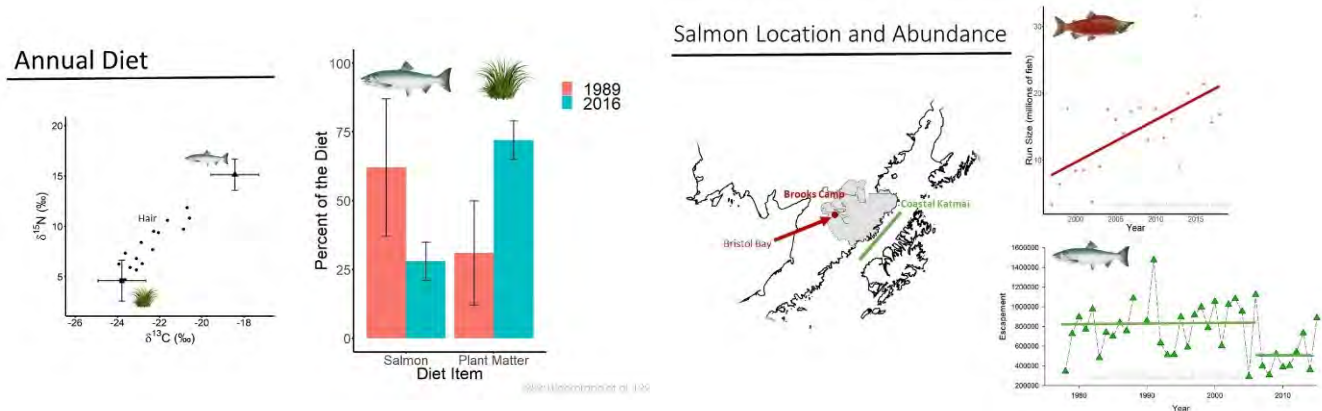 Annual Diet
20
15
10
5
δ15N (‰)
Hair
-26
-24
-22
-20
-18
δ13C (‰)
100
75
50
25
0
Percent of the Diet
1989
2016
Salmon
Plant Matter
Diet Item
Salmon Location and Abundance
Brooks Camp
Coastal Katmai
Bristol Bay
30
20
10
Run Size (millions of fish)
2000
2005
2010
2015
Year
1600000
1400000
1200000
1000000
800000
600000
400000
200000
Escapement
1980
1990
2000
2010
Year